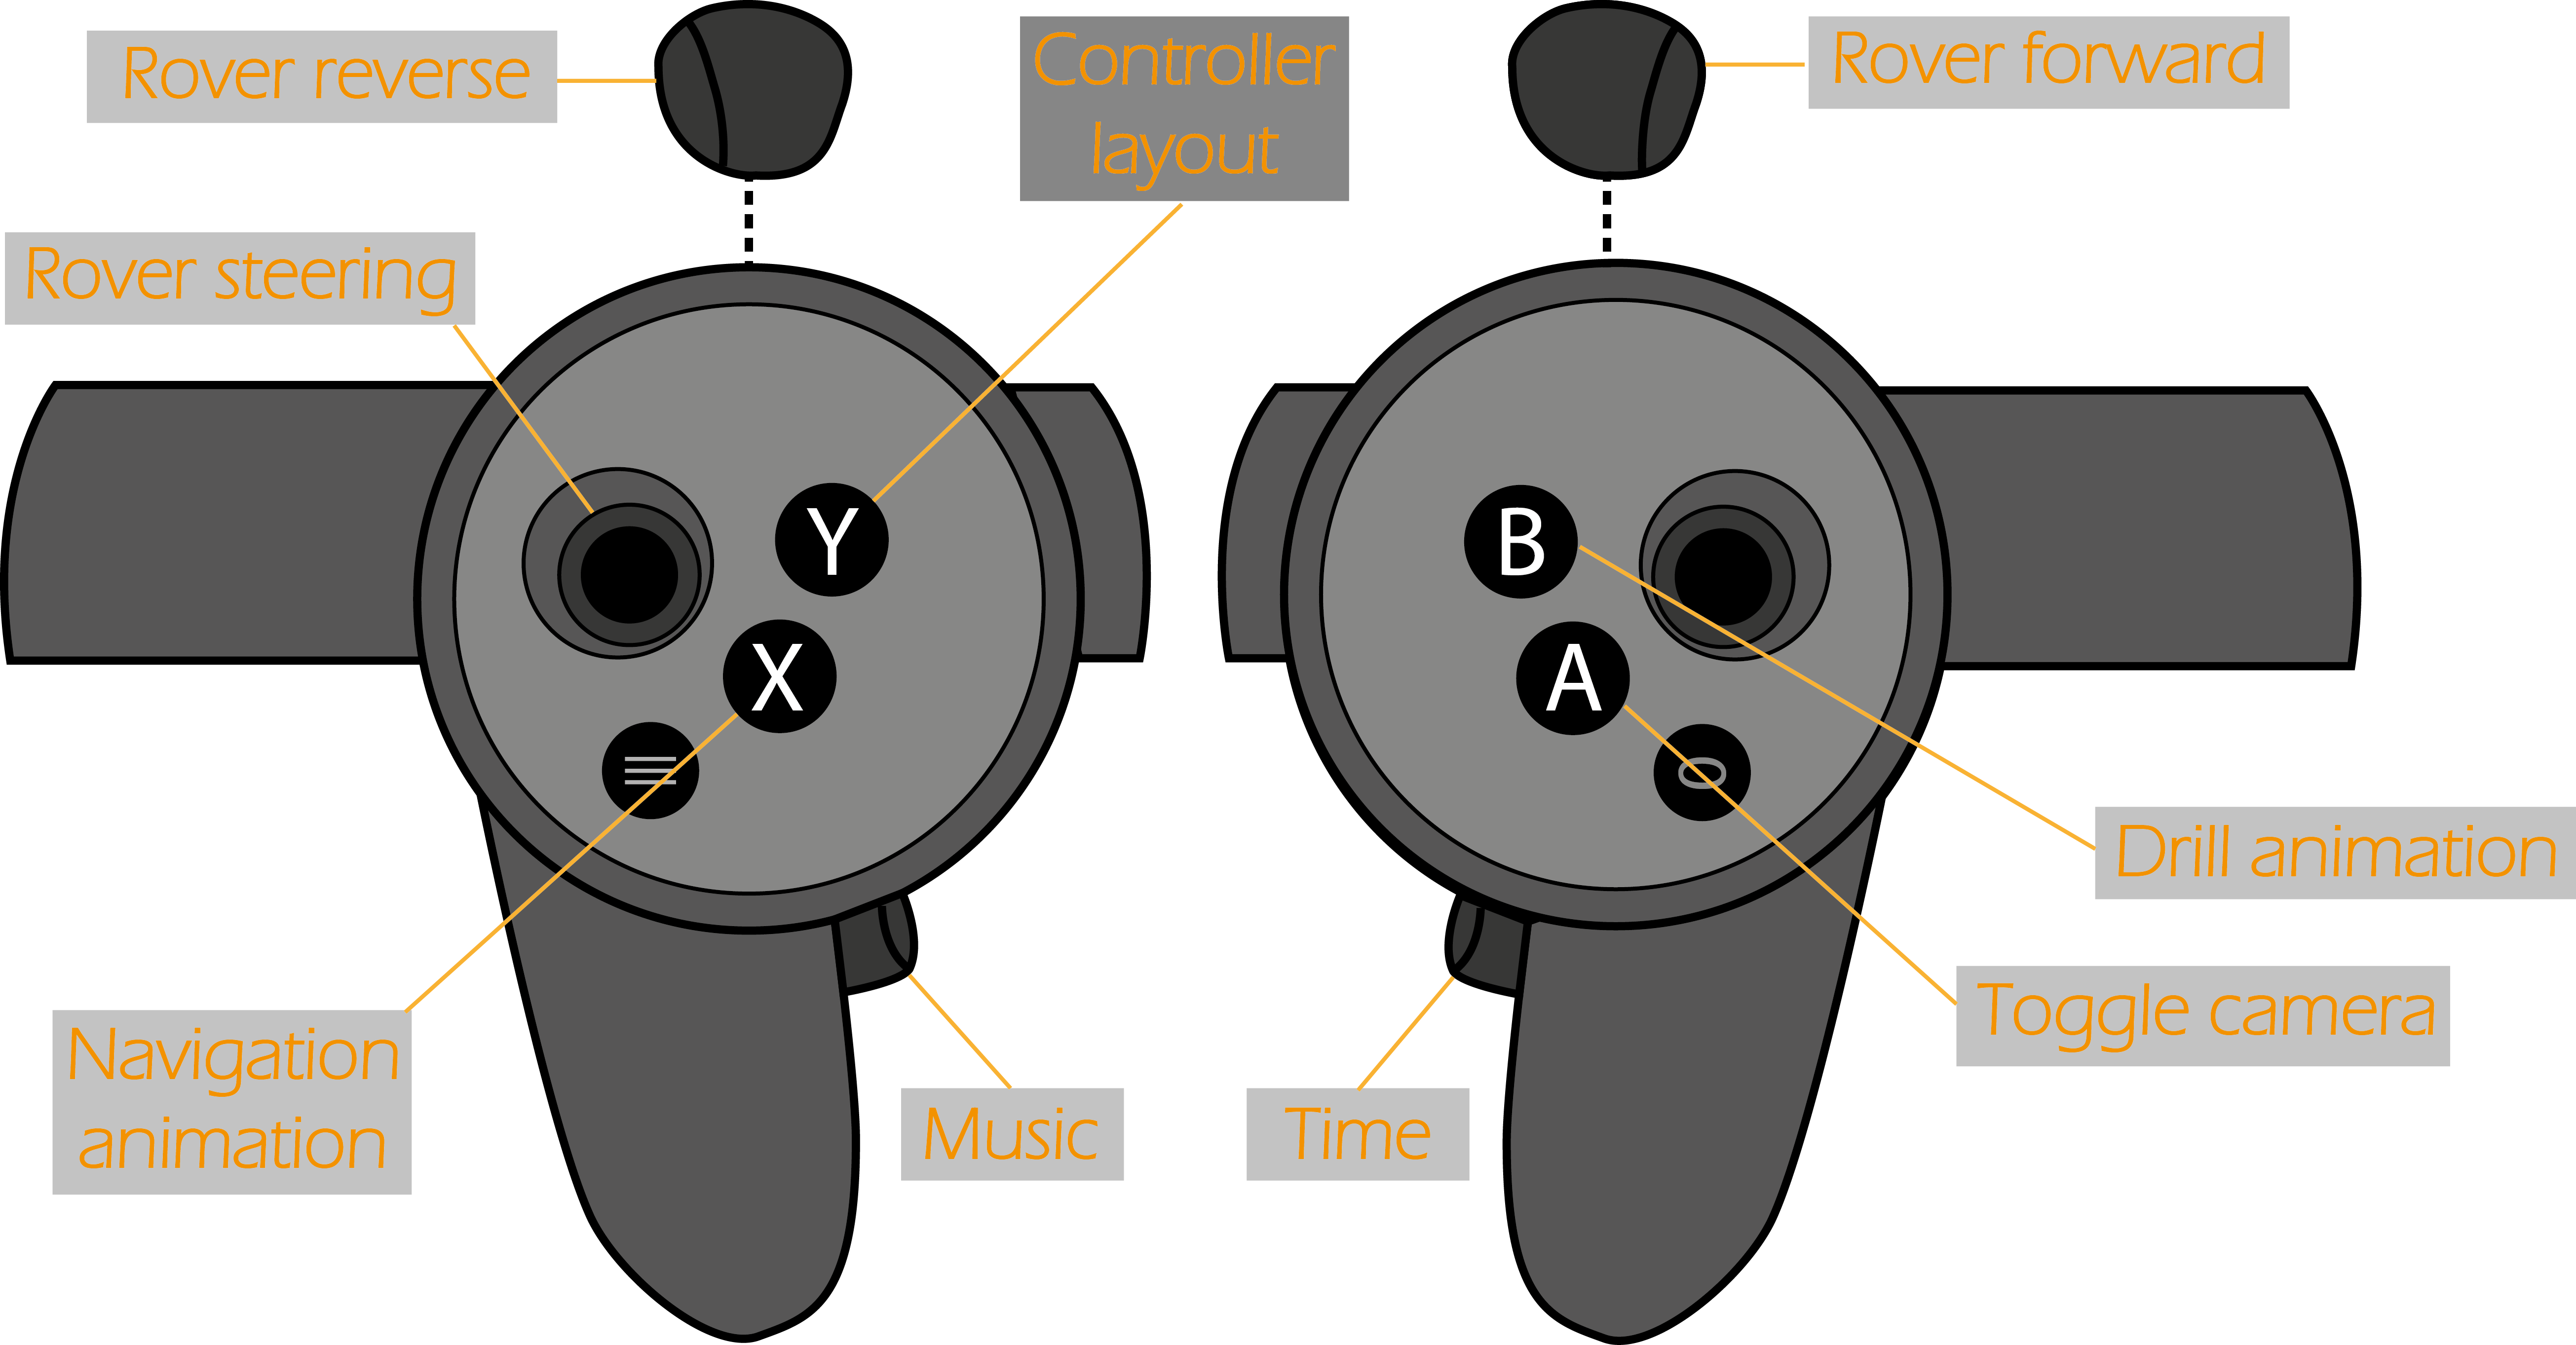 Rover reverse
Controller
layout
Rover forward
Rover steering
Y
B
X
A
Drill animation
Toggle camera
Navigation
animation
Music
Time